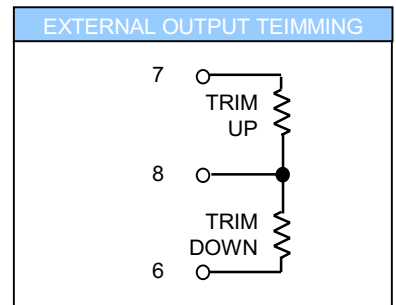 EXTERNAL OUTPUT TEIMMING
7
TRIM
UP
8
TRIM
DOWN
6